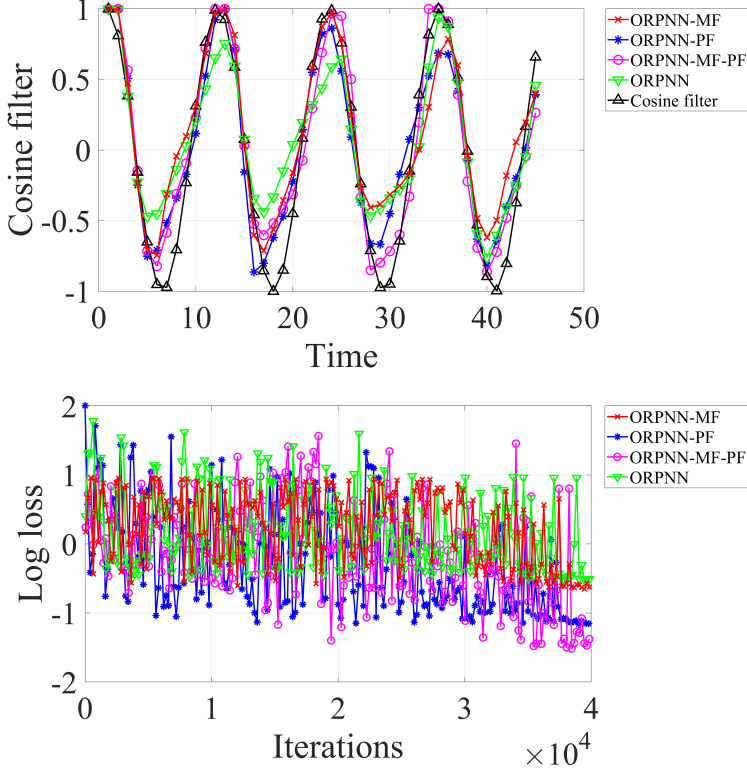 Cosine filter
1
0.5
0
-0.5
-1
0
10
20
30
40
50
Time
ORPNN-MF
ORPNN-PF
ORPNN-MF-PF
ORPNN
Cosine filter
Log loss
2
1
0
-1
-2
0
1
2
3
4
Iterations
×10^4
ORPNN-MF
ORPNN-PF
ORPNN-MF-PF
ORPNN